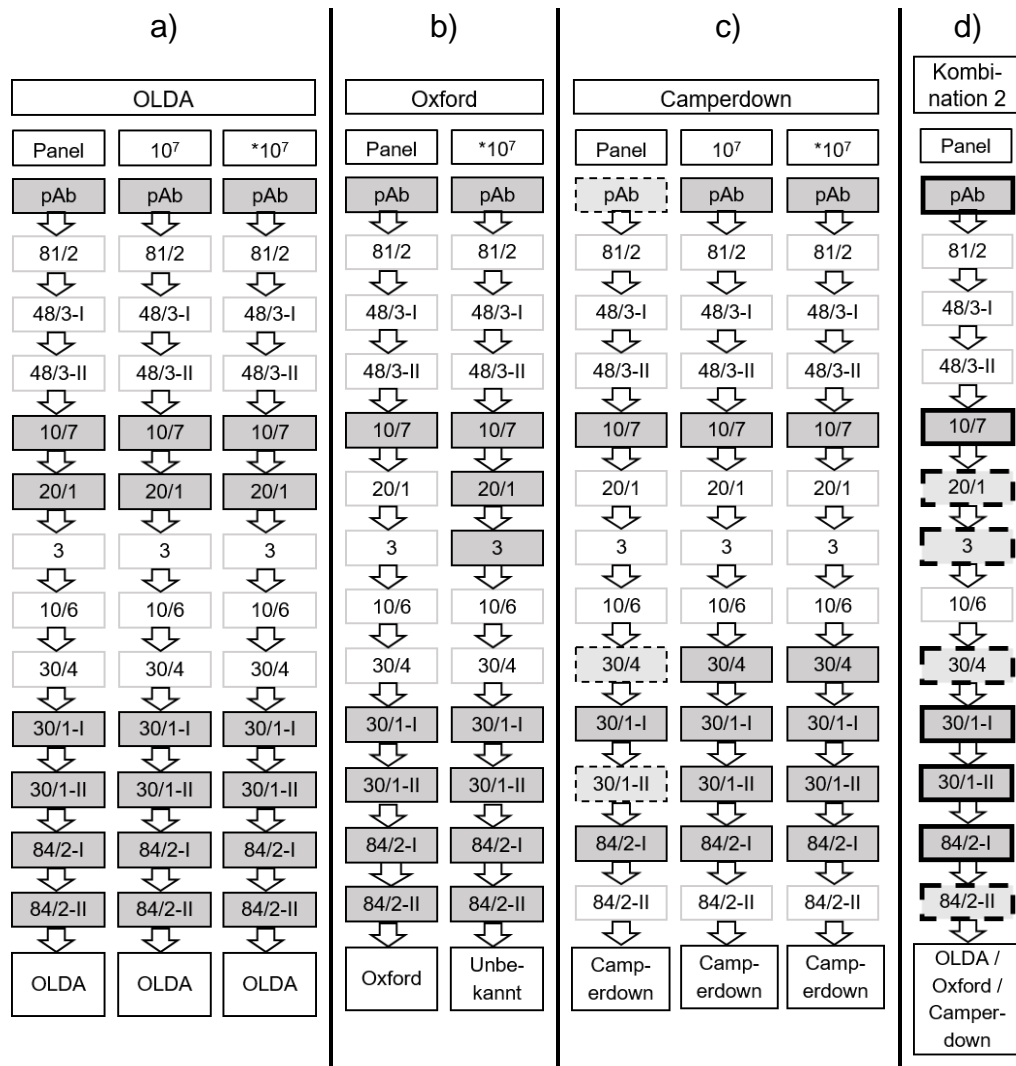 a)
OLDA
Panel
10⁷
*10⁷
pAb
pAb
pAb
81/2
81/2
81/2
48/3-I
48/3-I
48/3-I
48/3-II
48/3-II
48/3-II
10/7
10/7
10/7
20/1
20/1
20/1
3
3
3
10/6
10/6
10/6
30/4
30/4
30/4
30/1-I
30/1-I
30/1-I
30/1-II
30/1-II
30/1-II
84/2-I
84/2-I
84/2-I
84/2-II
84/2-II
84/2-II
OLDA
OLDA
OLDA
b)
Oxford
Panel
*10⁷
pAb
pAb
81/2
81/2
48/3-I
48/3-I
48/3-II
48/3-II
10/7
10/7
20/1
20/1
3
3
10/6
10/6
30/4
30/4
30/1-I
30/1-I
30/1-II
30/1-II
84/2-I
84/2-I
84/2-II
84/2-II
Oxford
Unbe-
kannt
c)
Camperdown
Panel
10⁷
*10⁷
pAb
pAb
pAb
81/2
81/2
81/2
48/3-I
48/3-I
48/3-I
48/3-II
48/3-II
48/3-II
10/7
10/7
10/7
20/1
20/1
20/1
3
3
3
10/6
10/6
10/6
30/4
30/4
30/4
30/1-I
30/1-I
30/1-I
30/1-II
30/1-II
30/1-II
84/2-I
84/2-I
84/2-I
84/2-II
84/2-II
84/2-II
Camp-
erdown
Camp-
erdown
Camp-
erdown
d)
Kombi-
nation 2
Panel
pAb
81/2
48/3-I
48/3-II
10/7
20/1
3
10/6
30/4
30/1-I
30/1-II
84/2-I
84/2-II
OLDA /
Oxford /
Camper-
down